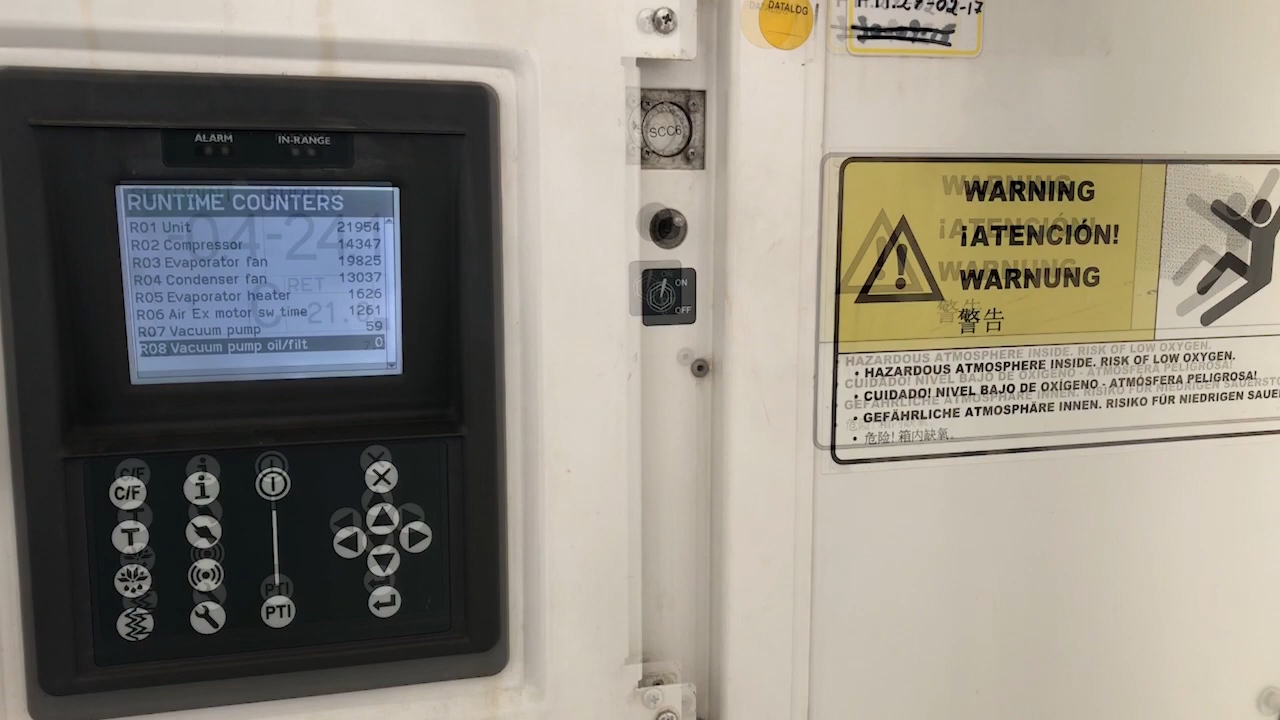 DATALOG
ALARM IN-RANGE
RUNTIME COUNTERS
R01 Unit 21954
R02 Compressor 14347
R03 Evaporator fan 19825
R04 Condenser fan 13037
R05 Evaporator heater 1626
R06 Air Ex motor sw time 1261
R07 Vacuum pump 59
R08 Vacuum pump oil/filt 0
C/F
T
i
PTI
SCC6
ON
OFF
WARNING
¡ATENCIÓN!
WARNUNG
警告
• HAZARDOUS ATMOSPHERE INSIDE. RISK OF LOW OXYGEN.
• CUIDADO! NIVEL BAJO DE OXÍGENO - ATMÓSFERA PELIGROSA!
• GEFÄHRLICHE ATMOSPHÄRE INNEN. RISIKO FÜR NIEDRIGEN
• 危险! 箱内缺氧.